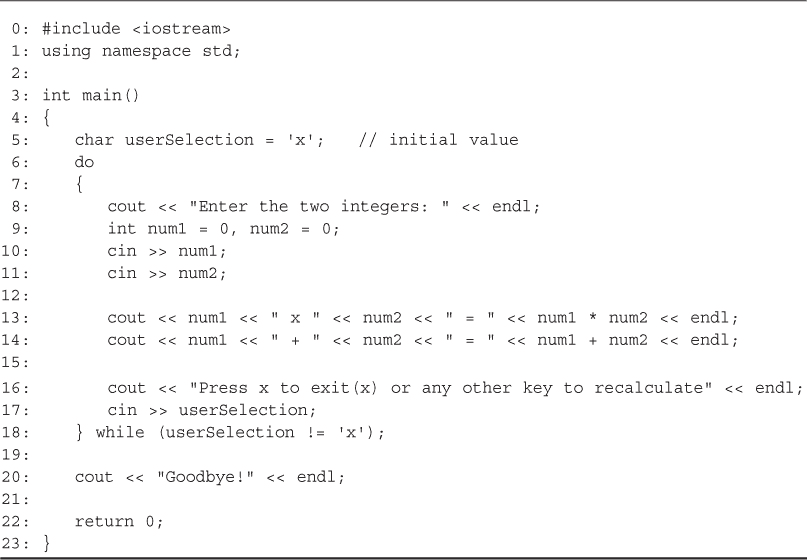 0: #include <iostream>
1: using namespace std;
2:
3: int main()
4: {
5:    char userSelection = 'x';   // initial value
6:    do
7:    {
8:       cout << "Enter the two integers: " << endl;
9:       int num1 = 0, num2 = 0;
10:       cin >> num1;
11:       cin >> num2;
12:
13:       cout << num1 << " x " << num2 << " = " << num1 * num2 << endl;
14:       cout << num1 << " + " << num2 << " = " << num1 + num2 << endl;
15:
16:       cout << "Press x to exit(x) or any other key to recalculate" << endl;
17:       cin >> userSelection;
18:    } while (userSelection != 'x');
19:
20:    cout << "Goodbye!" << endl;
21:
22:    return 0;
23: }